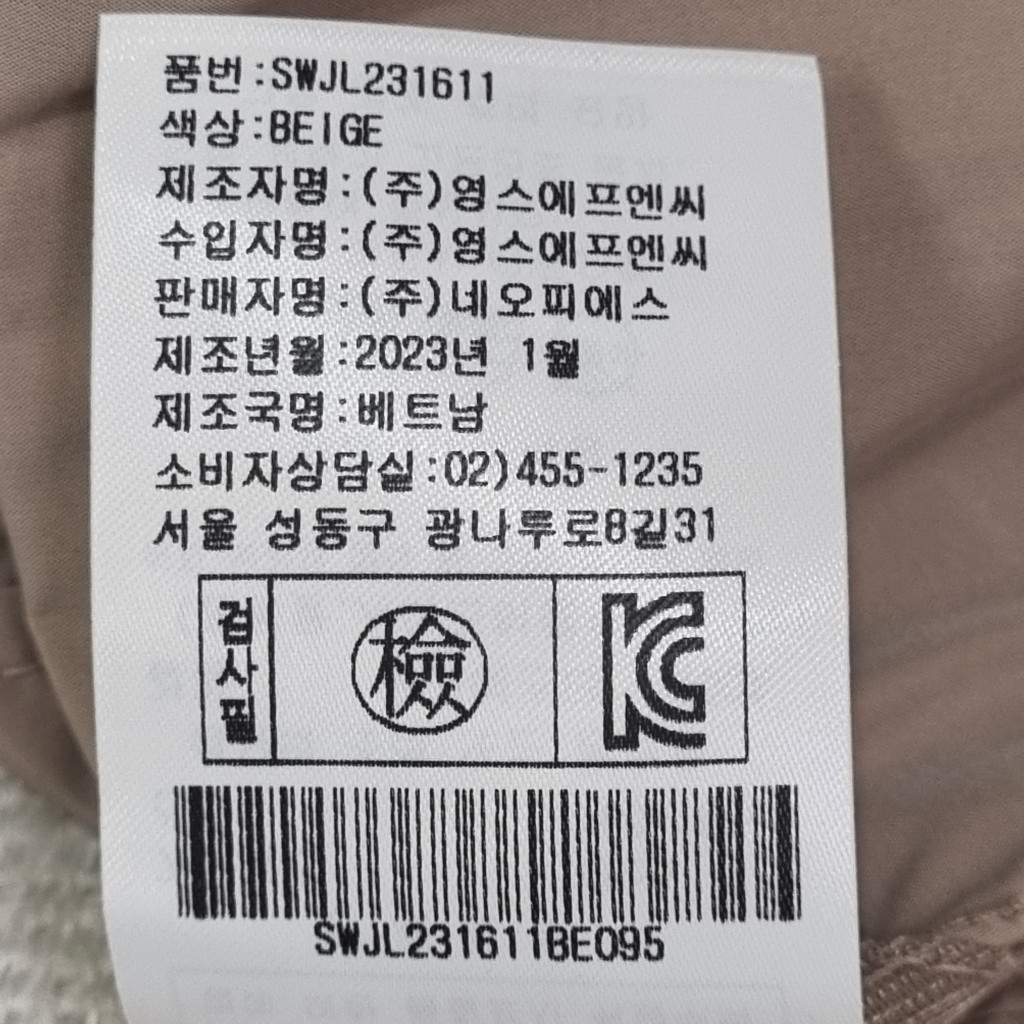 품번:SWJL231611
색상:BEIGE
제조자명:(주)영스에프엔씨
수입자명:(주)영스에프엔씨
판매자명:(주)네오피에스
제조년월:2023년 1월
제조국명:베트남
소비자상담실:02)455-1235
서울 성동구 광나루로8길31
검사필
檢
KC
SWJL231611BE095